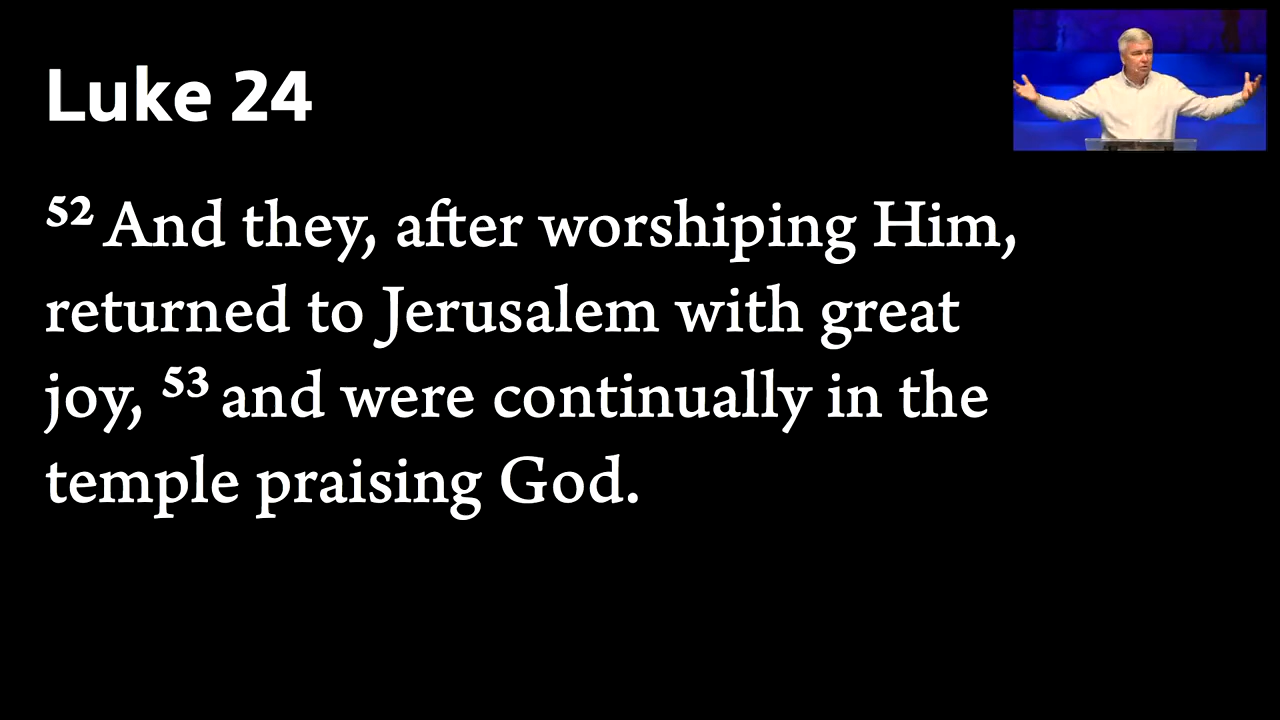 Luke 24
52 And they, after worshiping Him,
returned to Jerusalem with great
joy, 53 and were continually in the
temple praising God.